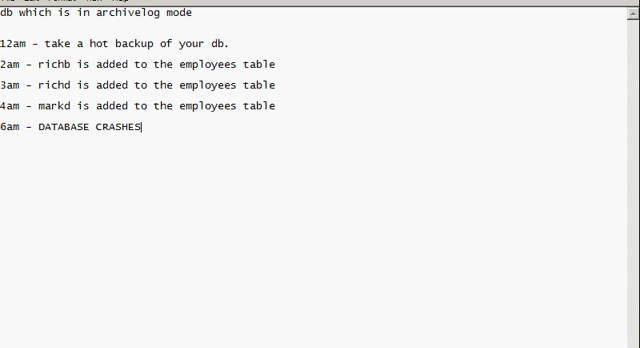 db which is in archivelog mode
12am - take a hot backup of your db.
2am - richb is added to the employees table
3am - richd is added to the employees table
4am - markd is added to the employees table
6am - DATABASE CRASHES